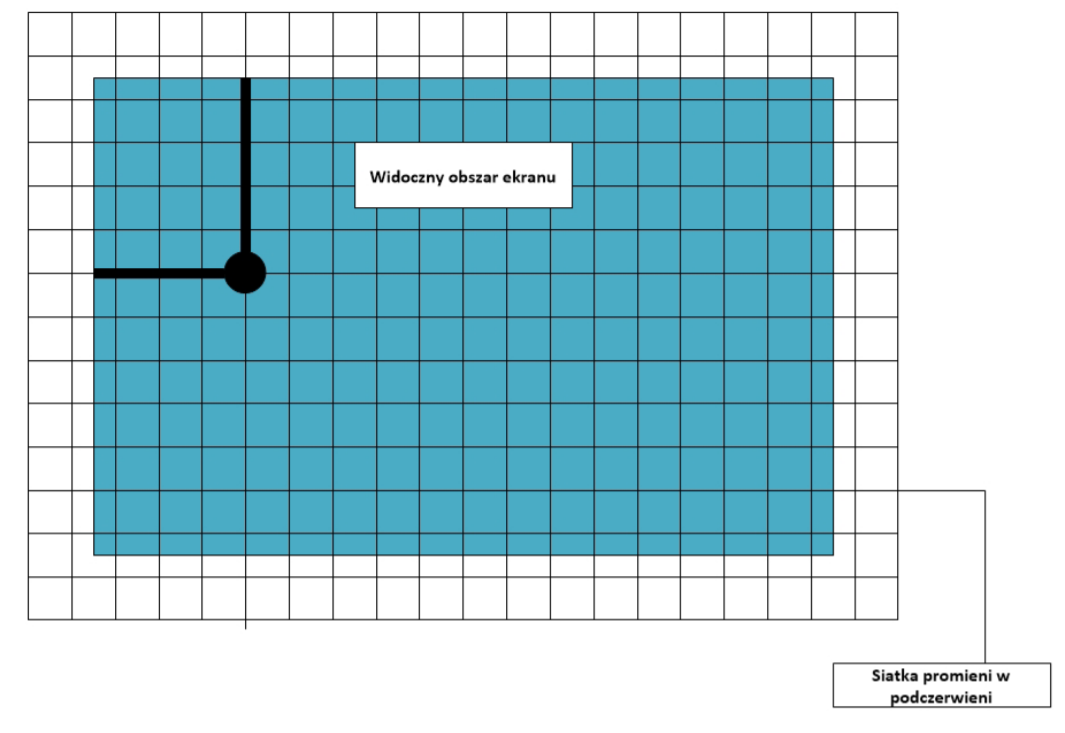 Widoczny obszar ekranu
Siatka promieni w
podczerwieni